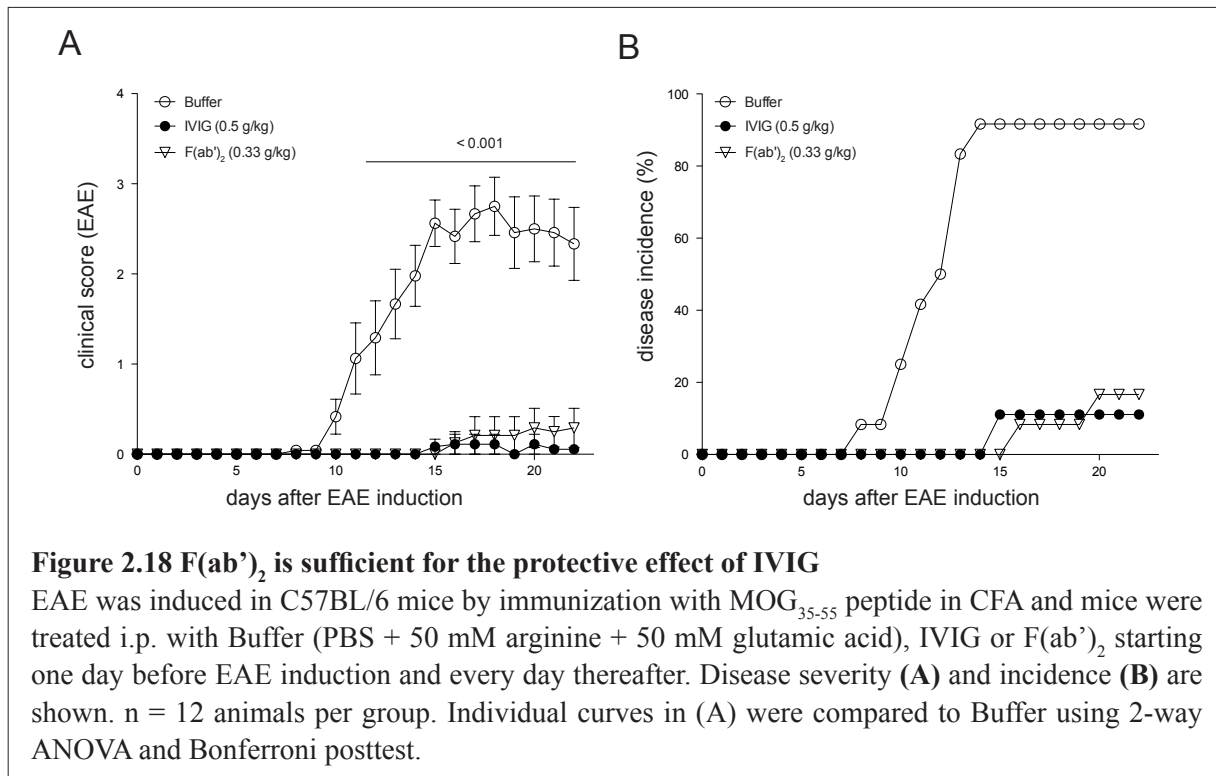 A
4
3
2
1
0
clinical score (EAE)
Buffer
IVIG (0.5 g/kg)
F(ab')2 (0.33 g/kg)
< 0.001
0 5 10 15 20
days after EAE induction
B
100
80
60
40
20
0
disease incidence (%)
Buffer
IVIG (0.5 g/kg)
F(ab')2 (0.33 g/kg)
0 5 10 15 20
days after EAE induction
Figure 2.18 F(ab’)2 is sufficient for the protective effect of IVIG
EAE was induced in C57BL/6 mice by immunization with MOG35-55 peptide in CFA and mice were
treated i.p. with Buffer (PBS + 50 mM arginine + 50 mM glutamic acid), IVIG or F(ab’)2 starting
one day before EAE induction and every day thereafter. Disease severity (A) and incidence (B) are
shown. n = 12 animals per group. Individual curves in (A) were compared to Buffer using 2-way
ANOVA and Bonferroni posttest.